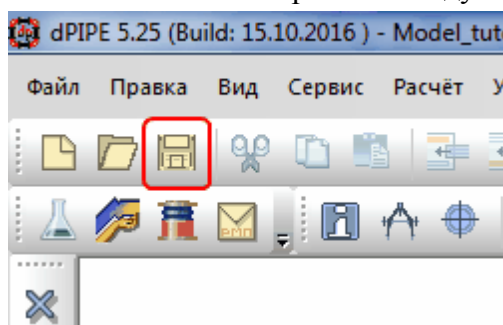 dPIPE 5.25 (Build: 15.10.2016 ) - Model_tut
Файл Правка Вид Сервис Расчёт У